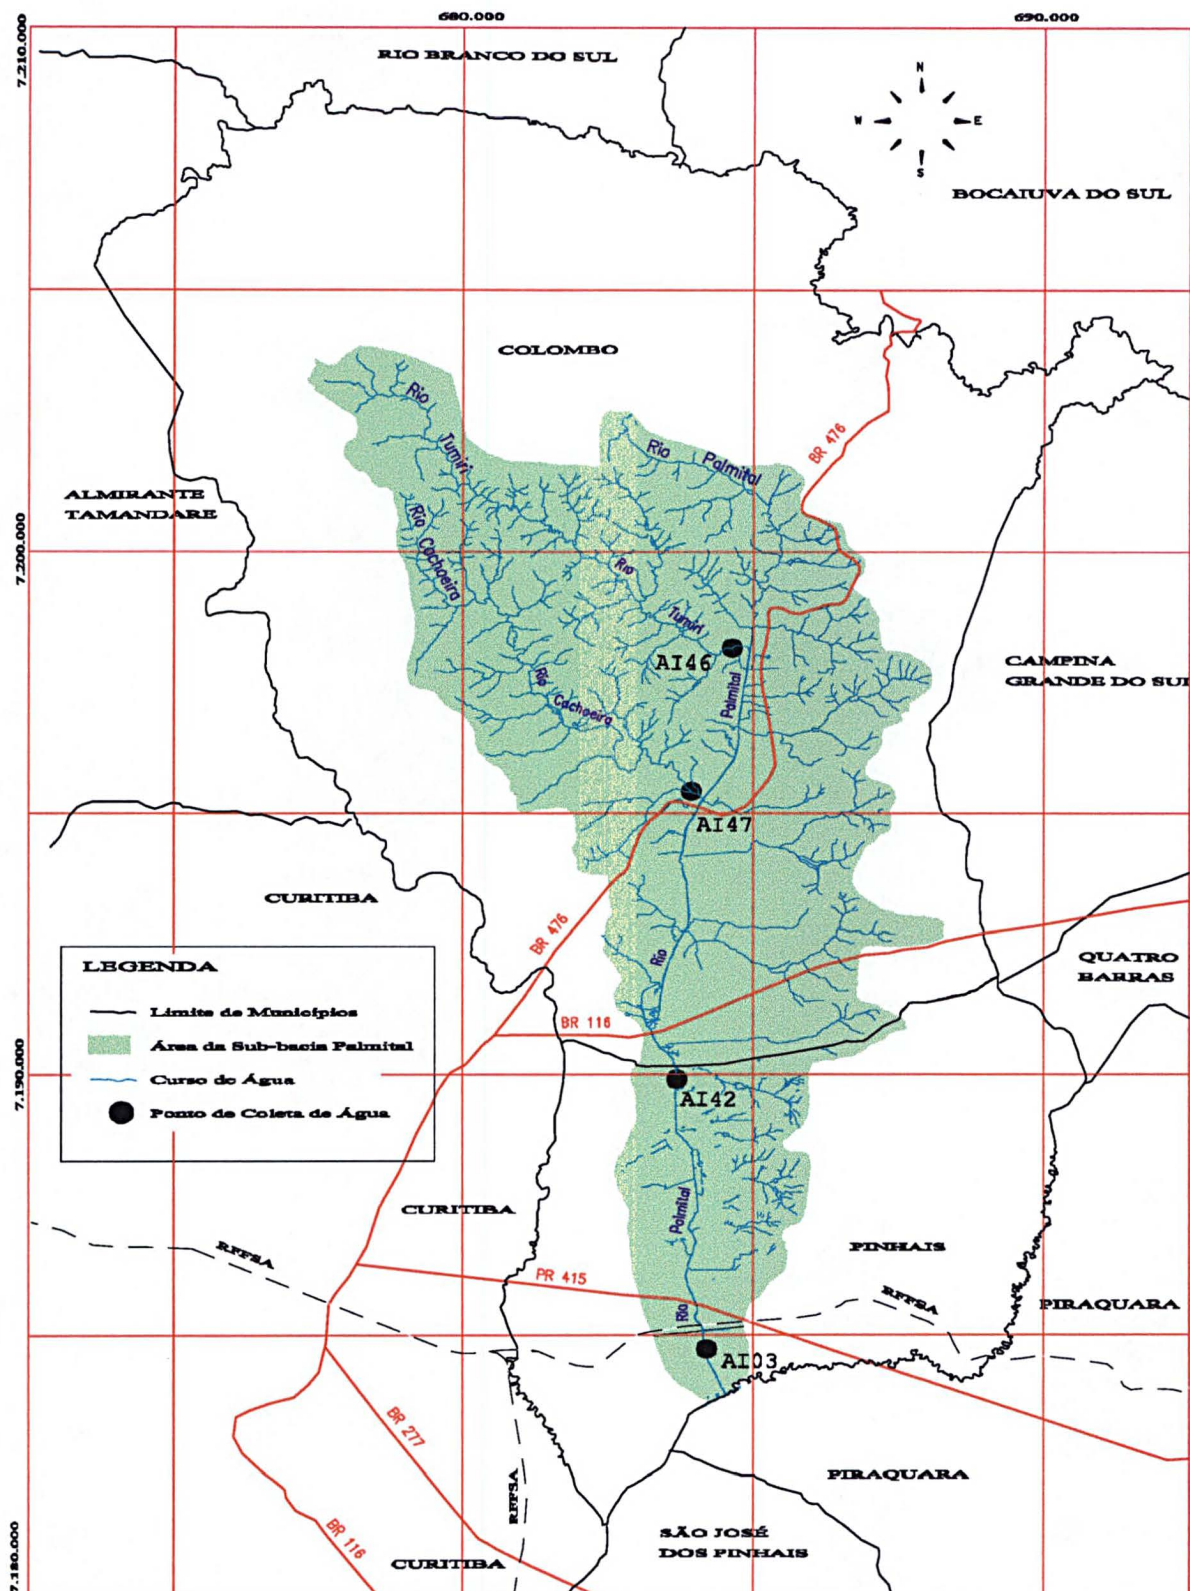 680.000
690.000
7.210.000
RIO BRANCO DO SUL
N
W
E
S
BOCAIUVA DO SUL
COLOMBO
Rio
Tumiri
Rio
Palmital
BR 476
ALMIRANTE
TAMANDARE
Rio
Cachoeira
7.200.000
Rio
Tumiri
AI46
CAMPINA
GRANDE DO SUL
Rio
Cachoeira
Palmital
AI47
CURITIBA
BR 476
Rio
QUATRO
BARRAS
LEGENDA
Limite de Municípios
Área da Sub-bacia Palmital
Curso de Água
Ponto de Coleta de Água
BR 116
7.190.000
AI42
CURITIBA
Palmital
RFFSA
PINHAIS
PR 415
Rio
RFFSA
PIRAQUARA
AI03
BR 277
RFFSA
PIRAQUARA
BR 116
SÃO JOSÉ
DOS PINHAIS
CURITIBA
7.180.000